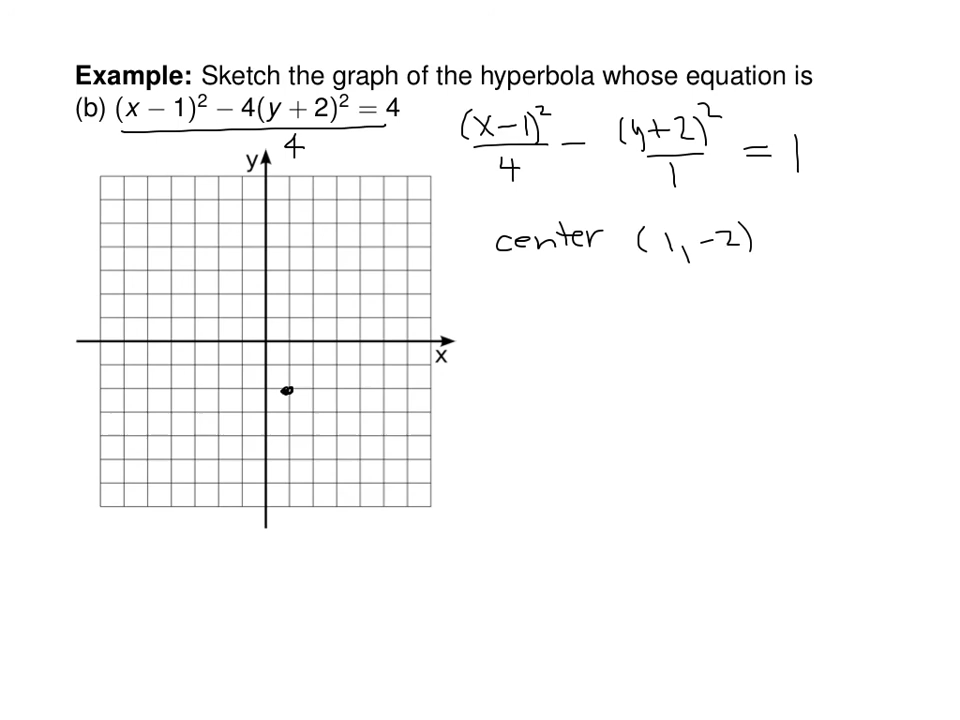 Example: Sketch the graph of the hyperbola whose equation is
(b) (x − 1)² − 4(y + 2)² = 4
4
(x−1)²/4 − (y+2)²/1 = 1
center (1, −2)
y
x